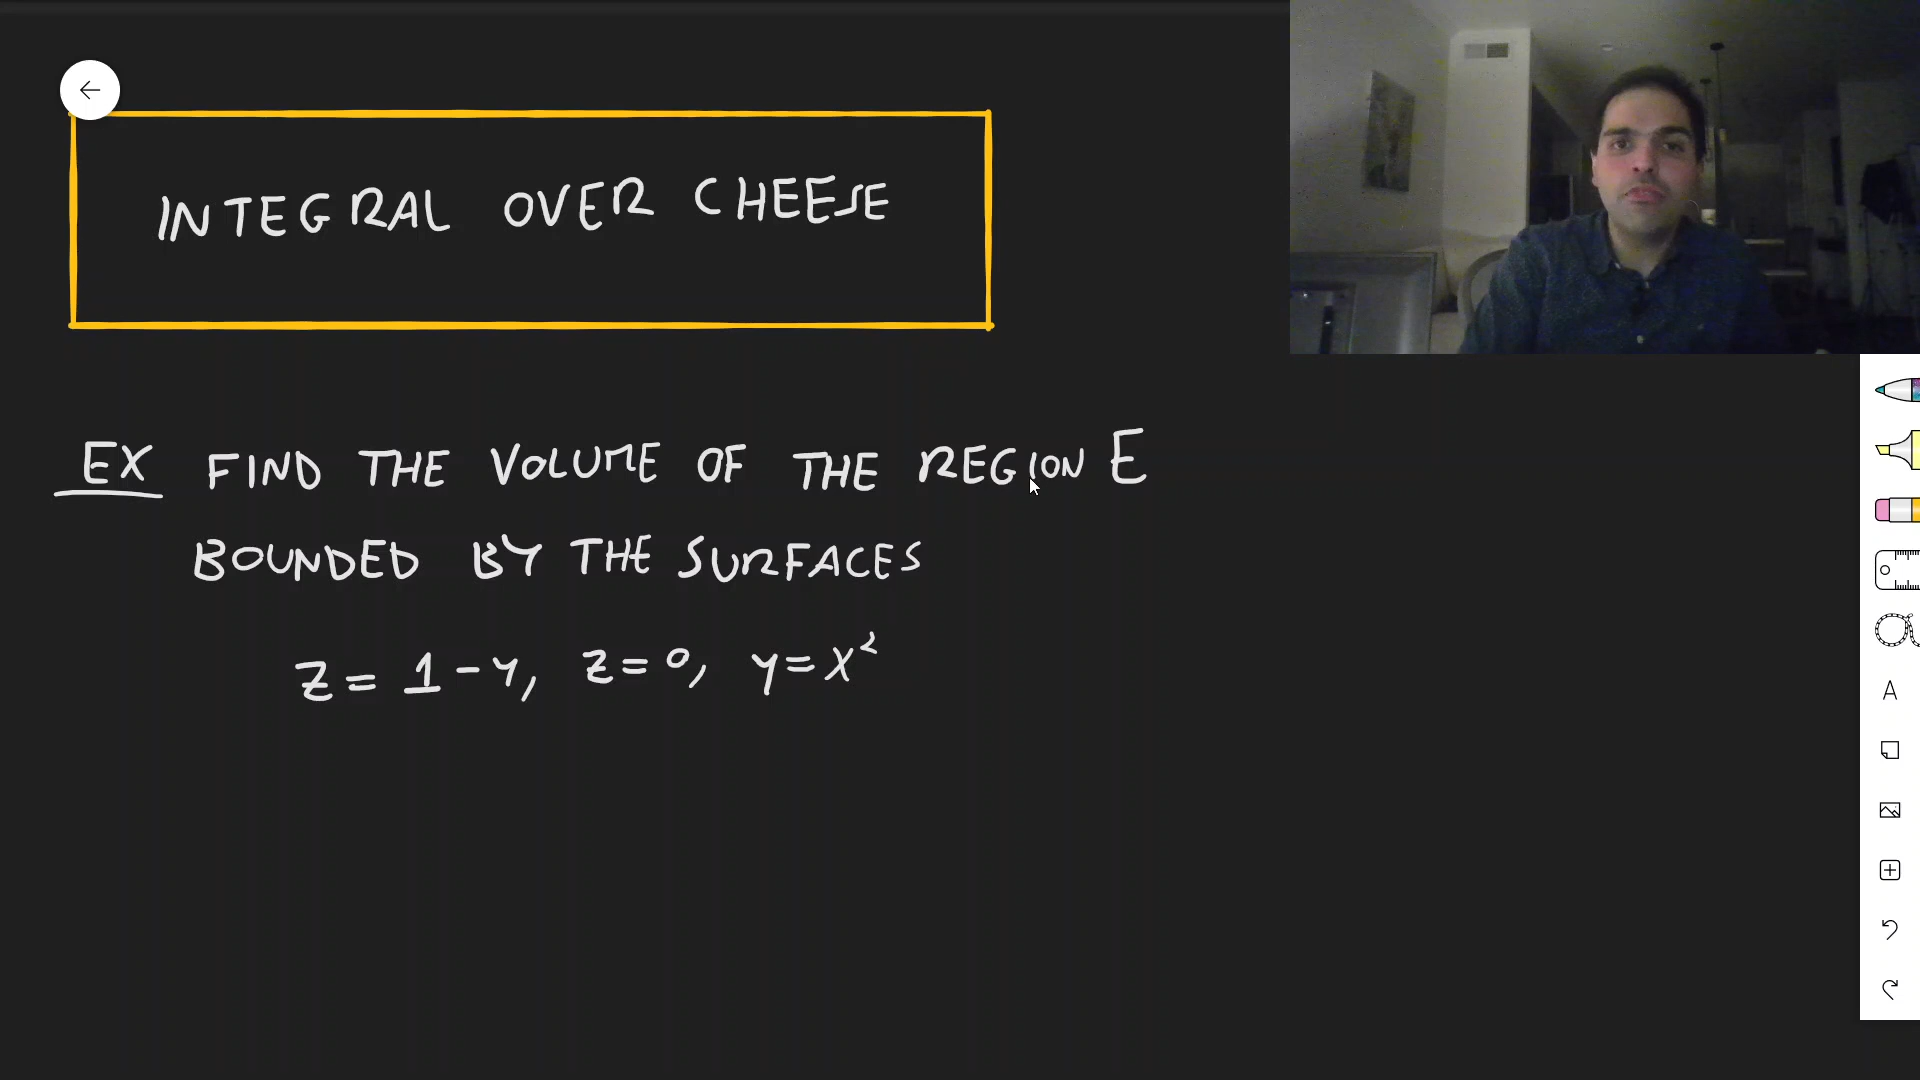 INTEGRAL OVER CHEESE
EX FIND THE VOLUME OF THE REGION E
BOUNDED BY THE SURFACES
Z = 1 - y, z = 0, y = x²
A